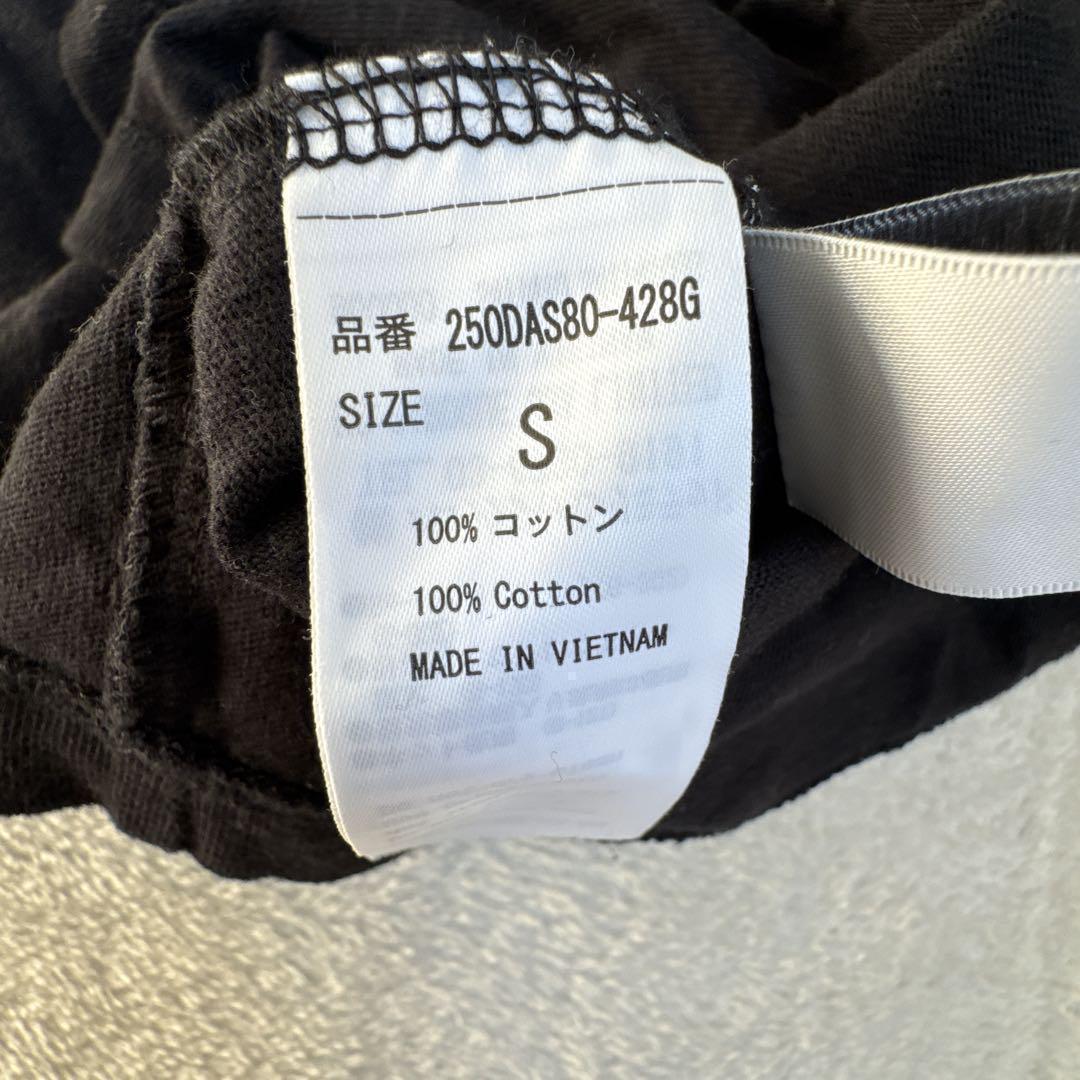 品番 250DAS80-428G
SIZE S
100% コットン
100% Cotton
MADE IN VIETNAM